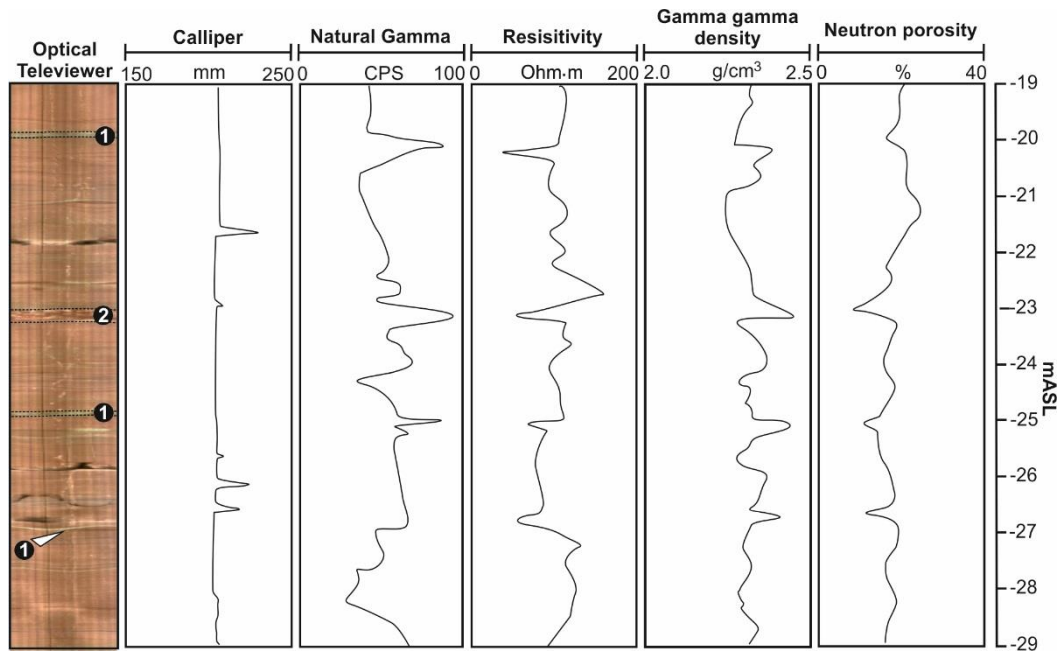 Optical
Televiewer
Calliper
150 mm 250
Natural Gamma
0 CPS 100
Resisitivity
0 Ohm·m 200
Gamma gamma
density
2.0 g/cm³ 2.5
Neutron porosity
0 % 40
-19
-20
-21
-22
-23
-24
-25
-26
-27
-28
-29
mASL
1
2
1
1